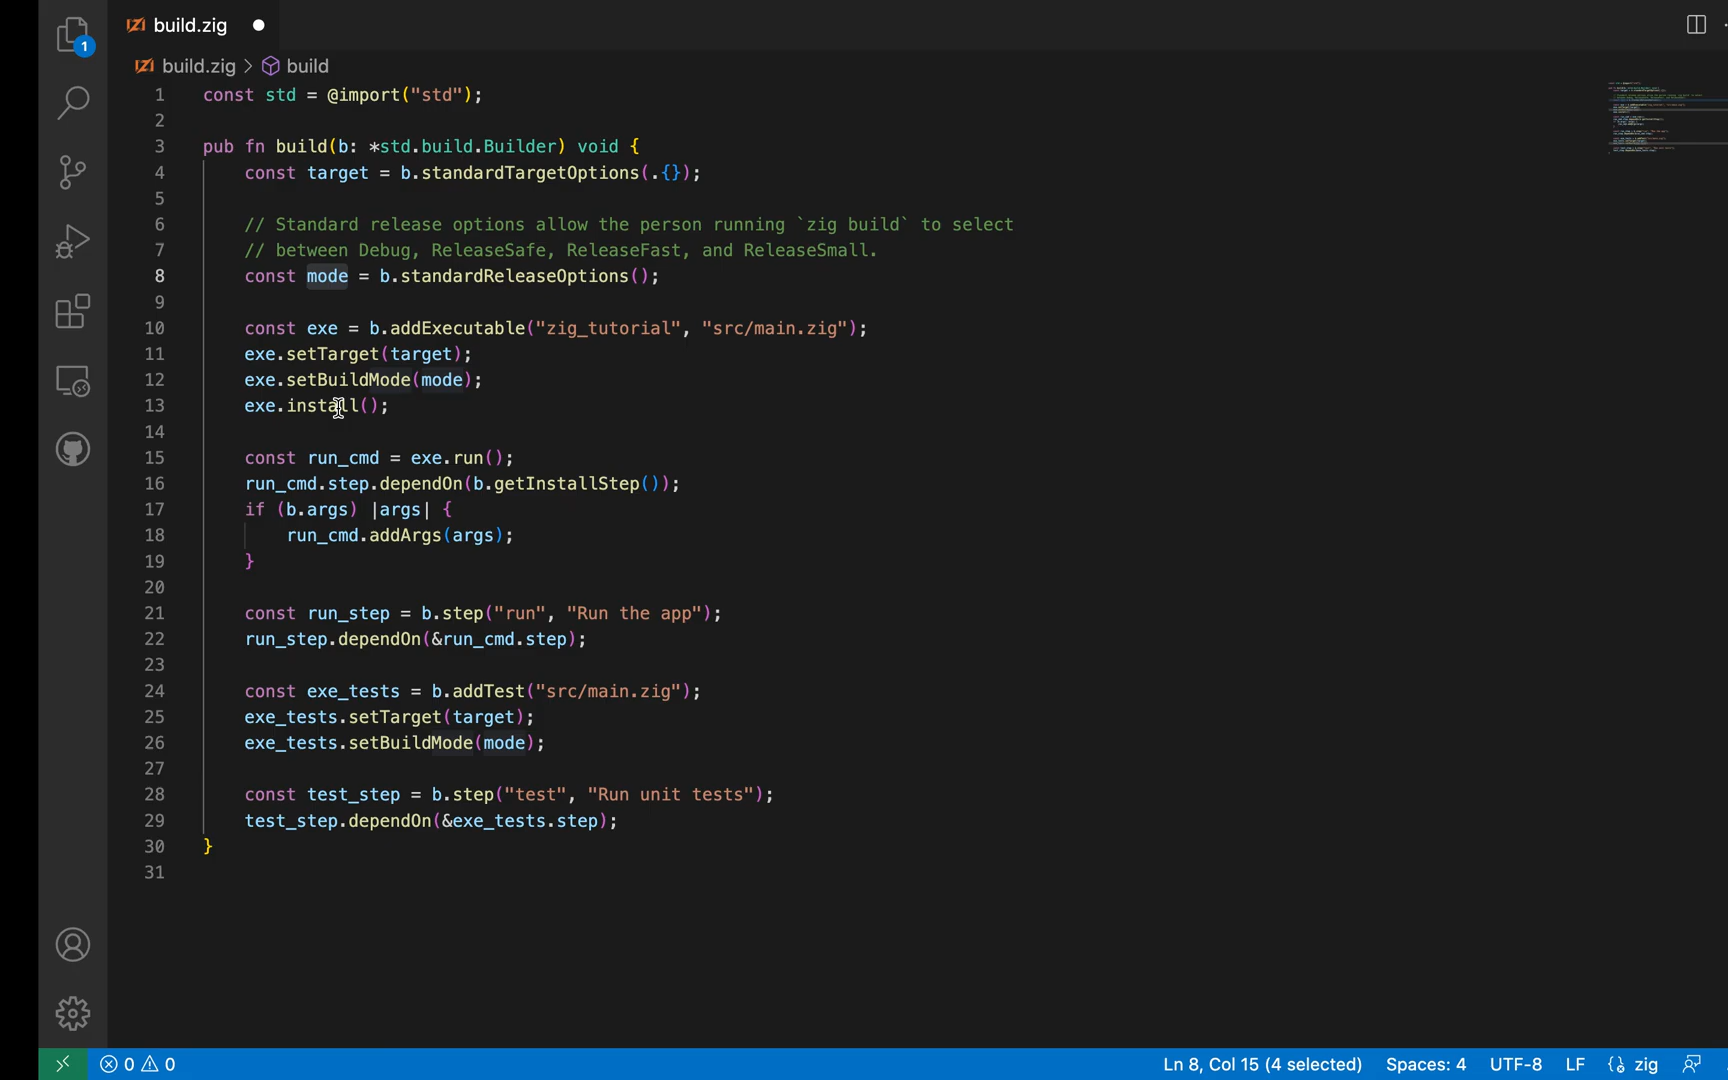 build.zig
1
build.zig > build
1 const std = @import("std");
2
3 pub fn build(b: *std.build.Builder) void {
4     const target = b.standardTargetOptions(.{});
5
6     // Standard release options allow the person running `zig build` to select
7     // between Debug, ReleaseSafe, ReleaseFast, and ReleaseSmall.
8     const mode = b.standardReleaseOptions();
9
10     const exe = b.addExecutable("zig_tutorial", "src/main.zig");
11     exe.setTarget(target);
12     exe.setBuildMode(mode);
13     exe.install();
14
15     const run_cmd = exe.run();
16     run_cmd.step.dependOn(b.getInstallStep());
17     if (b.args) |args| {
18         run_cmd.addArgs(args);
19     }
20
21     const run_step = b.step("run", "Run the app");
22     run_step.dependOn(&run_cmd.step);
23
24     const exe_tests = b.addTest("src/main.zig");
25     exe_tests.setTarget(target);
26     exe_tests.setBuildMode(mode);
27
28     const test_step = b.step("test", "Run unit tests");
29     test_step.dependOn(&exe_tests.step);
30 }
31
0 0 Ln 8, Col 15 (4 selected) Spaces: 4 UTF-8 LF zig